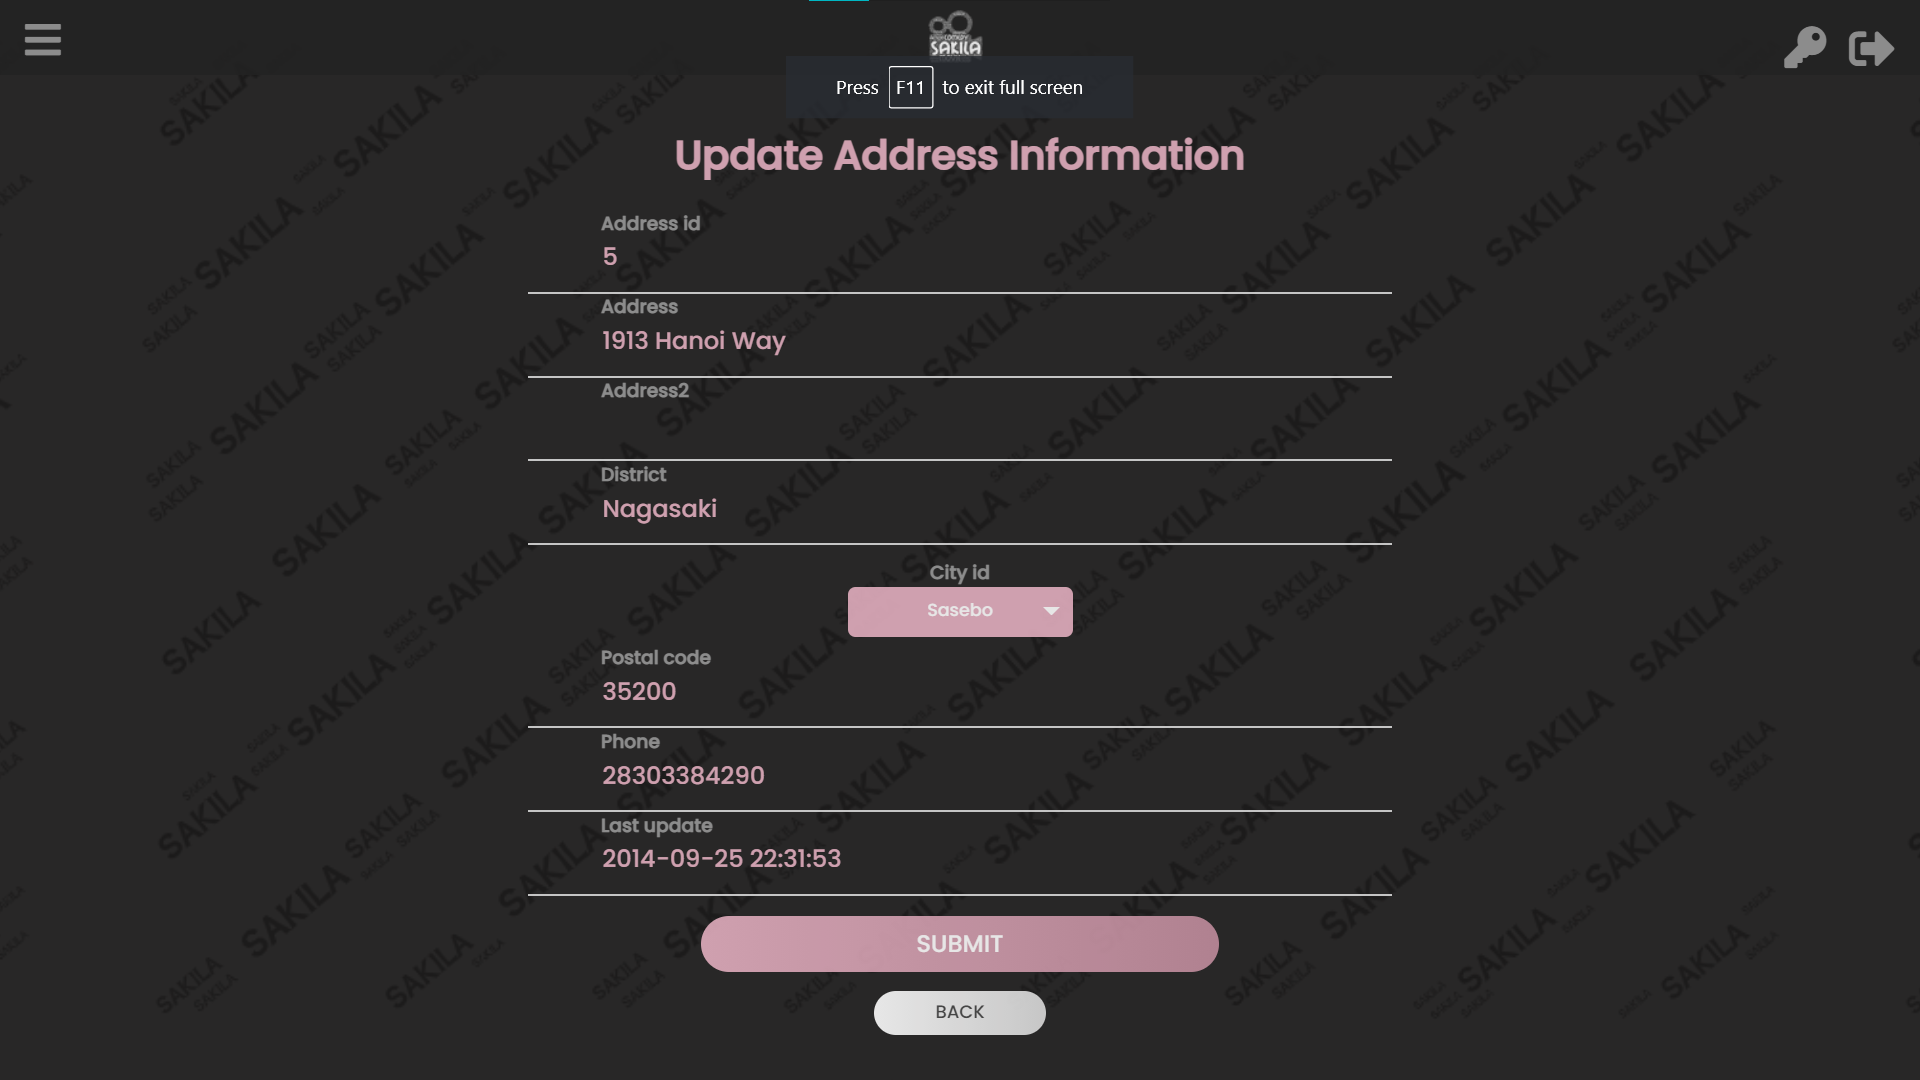 SAKILA
Press F11 to exit full screen
Update Address Information
Address id
5
Address
1913 Hanoi Way
Address2
District
Nagasaki
City id
Sasebo
Postal code
35200
Phone
28303384290
Last update
2014-09-25 22:31:53
SUBMIT
BACK